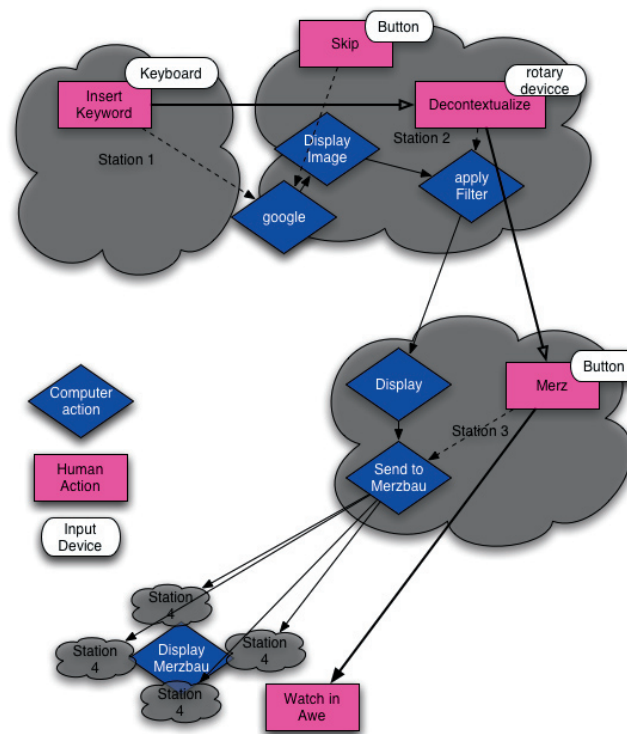 Button
Skip
Keyboard
Insert
Keyword
rotary
devicce
Decontextualize
Station 1
Station 2
Display
Image
apply
Filter
google
Button
Display
Merz
Computer
action
Station 3
Human
Action
Send to
Merzbau
Input
Device
Station
4
Station
4
Display
Merzbau
Station
4
Station
4
Watch in
Awe